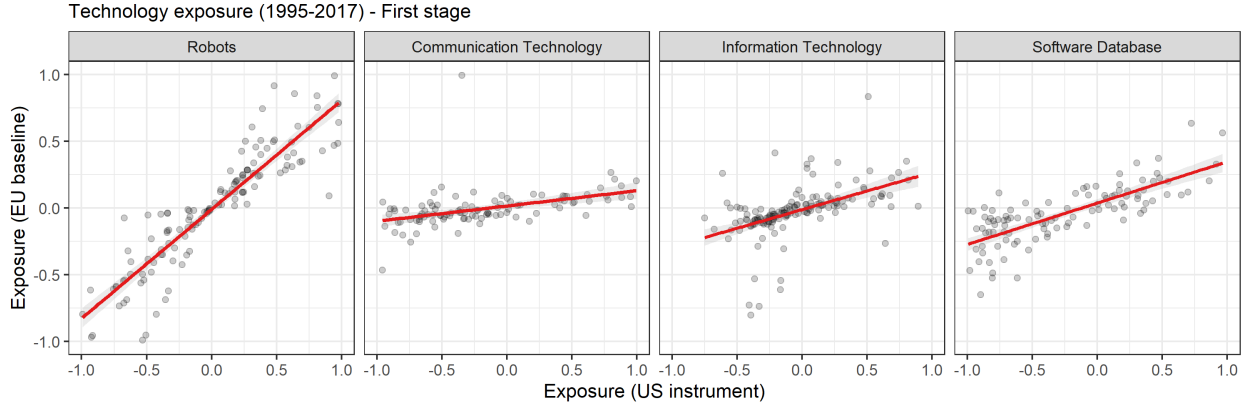 Technology exposure (1995-2017) - First stage
Robots
Communication Technology
Information Technology
Software Database
Exposure (EU baseline)
1.0
0.5
0.0
-0.5
-1.0
-1.0 -0.5 0.0 0.5 1.0
-1.0 -0.5 0.0 0.5 1.0
-1.0 -0.5 0.0 0.5 1.0
-1.0 -0.5 0.0 0.5 1.0
Exposure (US instrument)